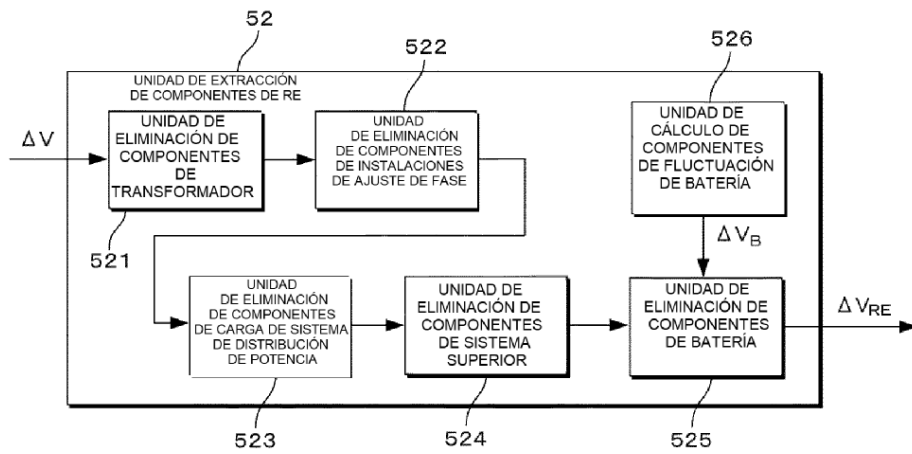 52
522
526
UNIDAD DE EXTRACCIÓN
DE COMPONENTES DE RE
ΔV
UNIDAD DE
ELIMINACIÓN DE
COMPONENTES
DE
TRANSFORMADOR
UNIDAD
DE ELIMINACIÓN
DE COMPONENTES
DE INSTALACIONES
DE AJUSTE DE FASE
UNIDAD DE
CÁLCULO DE
COMPONENTES
DE FLUCTUACIÓN
DE BATERÍA
521
ΔVB
UNIDAD
DE ELIMINACIÓN
DE COMPONENTES
DE CARGA DE SISTEMA
DE DISTRIBUCIÓN
DE POTENCIA
UNIDAD DE
ELIMINACIÓN DE
COMPONENTES
DE SISTEMA
SUPERIOR
UNIDAD DE
ELIMINACIÓN DE
COMPONENTES
DE BATERÍA
ΔVRE
523
524
525